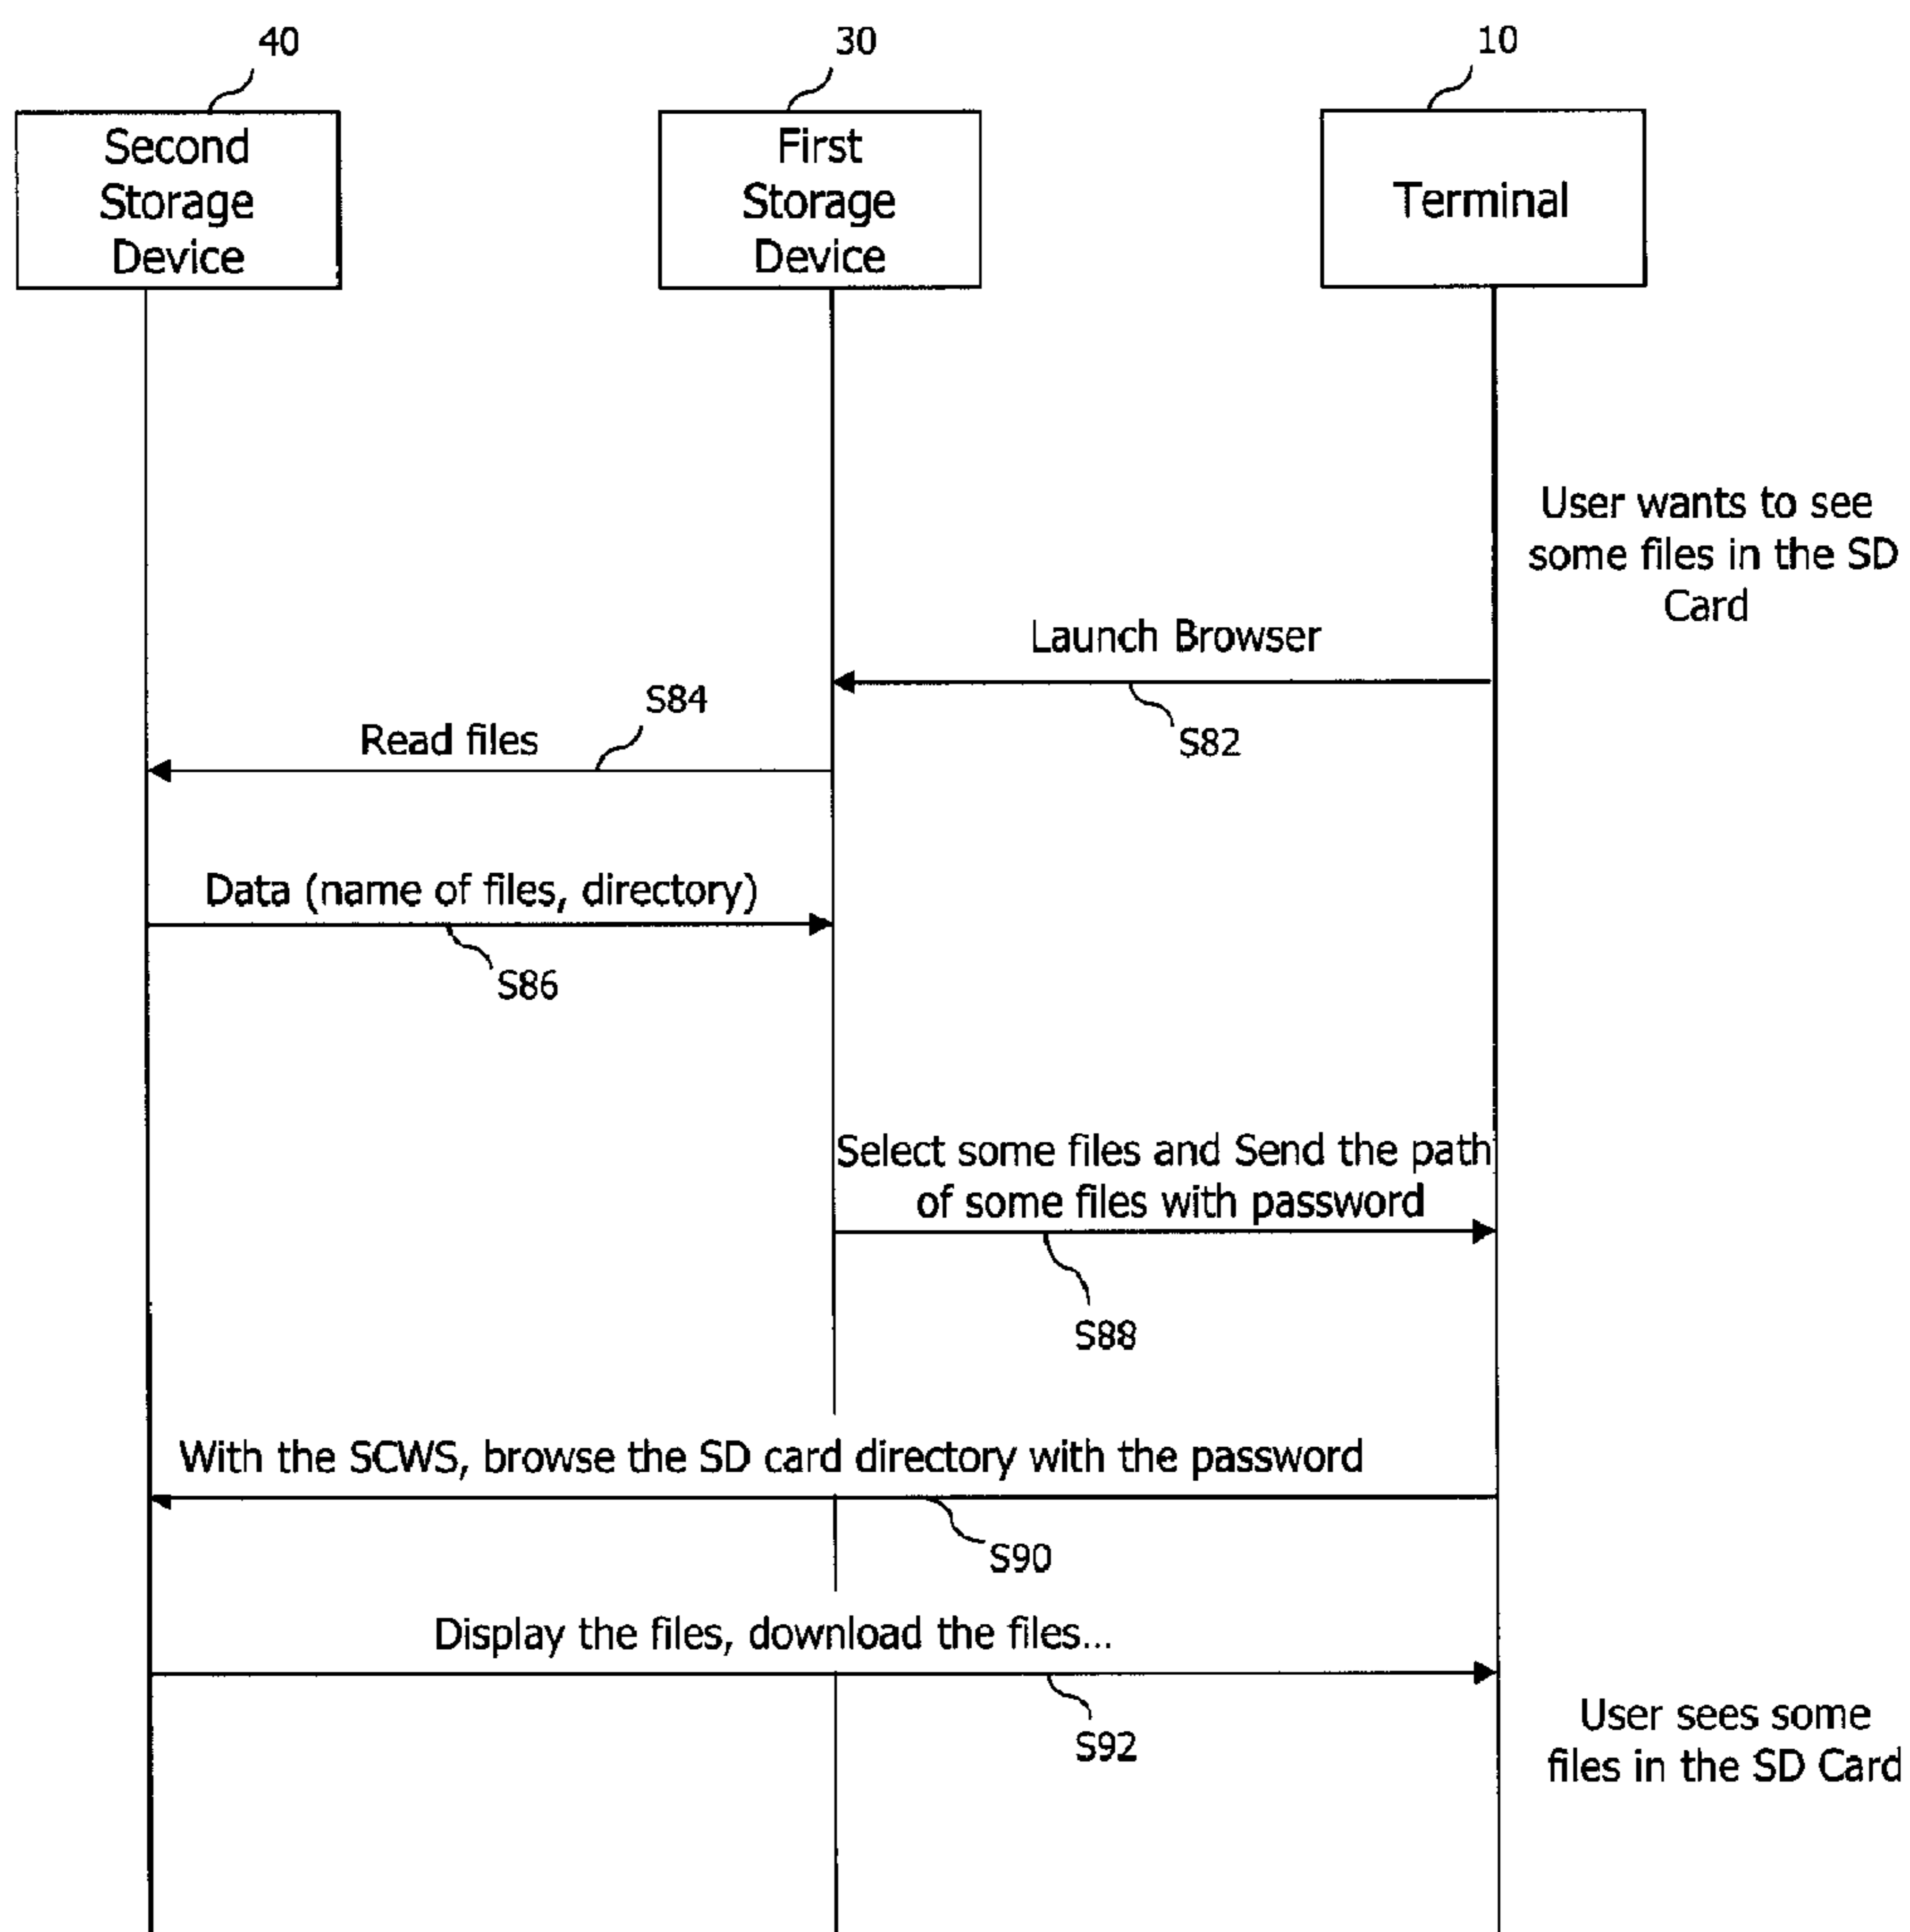 40
30
10
Second
Storage
Device
First
Storage
Device
Terminal
User wants to see
some files in the SD
Card
Launch Browser
S82
S84
Read files
Data (name of files, directory)
S86
Select some files and Send the path
of some files with password
S88
With the SCWS, browse the SD card directory with the password
S90
Display the files, download the files...
S92
User sees some
files in the SD Card